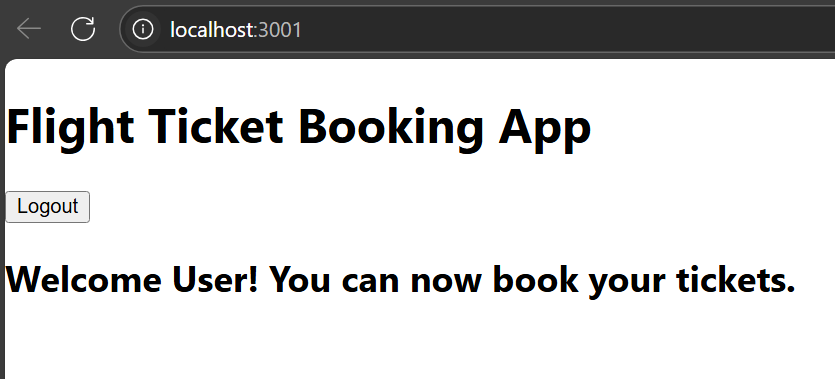 localhost:3001
Flight Ticket Booking App
Logout
Welcome User! You can now book your tickets.